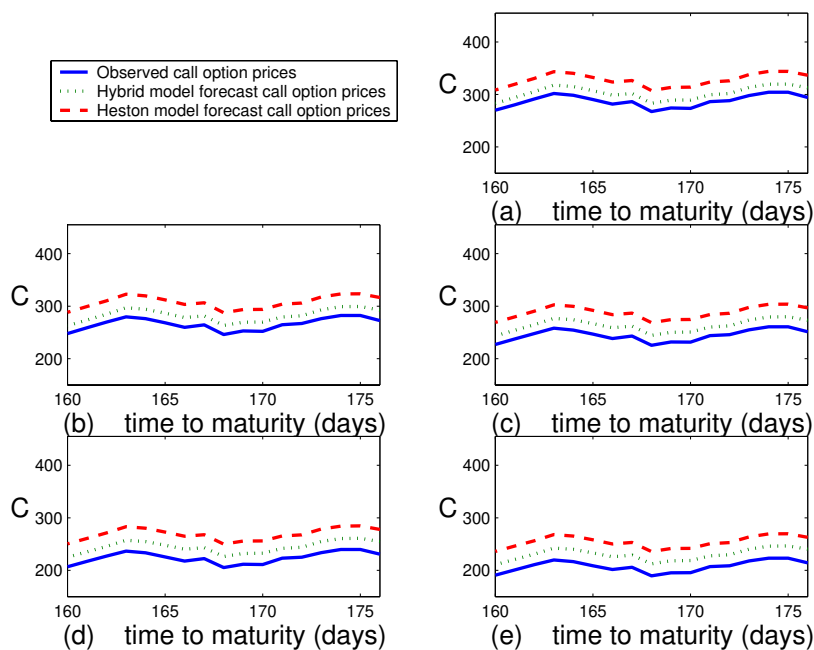 Observed call option prices
Hybrid model forecast call option prices
Heston model forecast call option prices
400
C
300
200
160 165 170 175
(a) time to maturity (days)
400
C
300
200
160 165 170 175
(b) time to maturity (days)
400
C
300
200
160 165 170 175
(c) time to maturity (days)
400
C
300
200
160 165 170 175
(d) time to maturity (days)
400
C
300
200
160 165 170 175
(e) time to maturity (days)